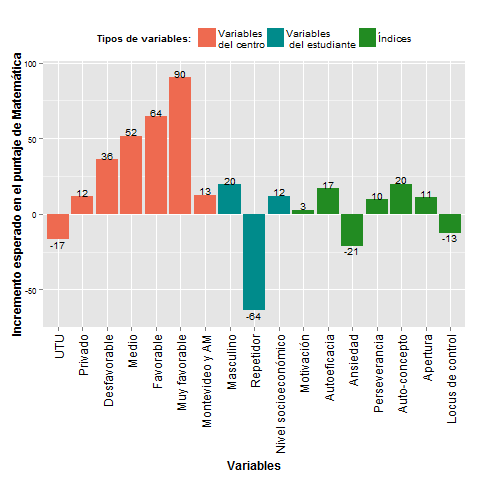 Tipos de variables: Variables del centro Variables del estudiante Índices
Incremento esperado en el puntaje de Matemática
100
50
0
-50
-17
12
36
52
64
90
13
20
-64
12
3
17
-21
10
20
11
-13
UTU
Privado
Desfavorable
Medio
Favorable
Muy favorable
Montevideo y AM
Masculino
Repetidor
Nivel socioeconómico
Motivación
Autoeficacia
Ansiedad
Perseverancia
Auto-concepto
Apertura
Locus de control
Variables